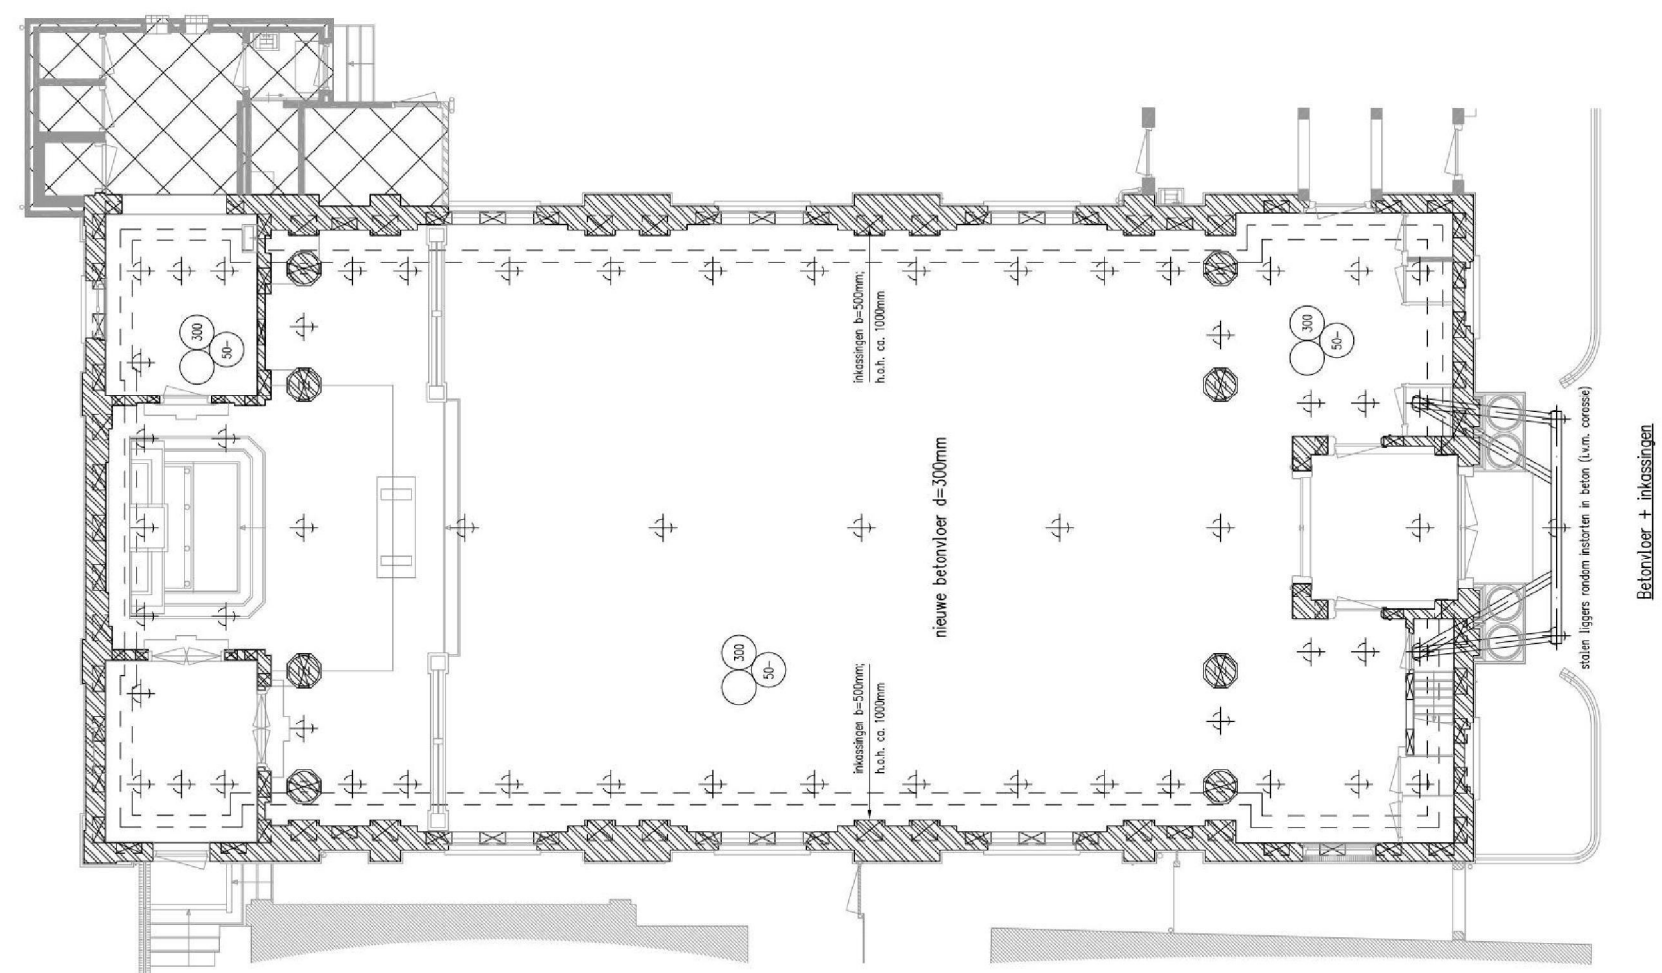 300
50-
inkassingen b=500mm;
h.o.h. ca. 1000mm
300
50-
nieuwe betonvloer d=300mm
300
50-
inkassingen b=500mm;
h.o.h. ca. 1000mm
stalen liggers rondom instorten in beton (i.v.m. carasse)
Betonvloer + inkassingen